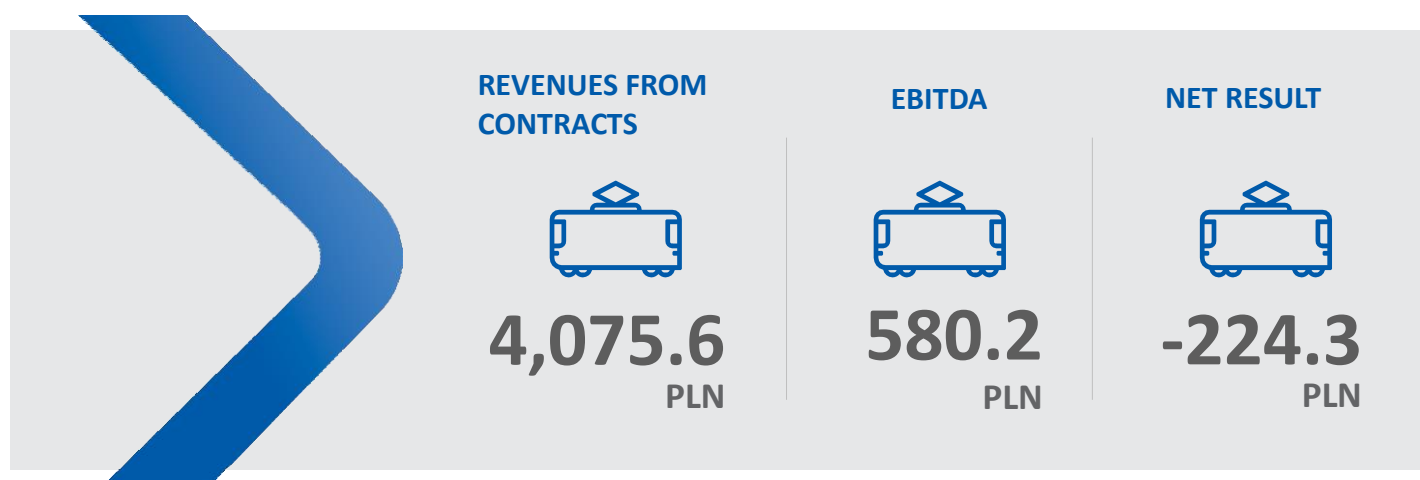 REVENUES FROM
CONTRACTS
4,075.6
PLN
EBITDA
580.2
PLN
NET RESULT
-224.3
PLN